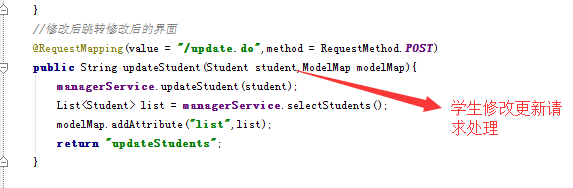 }
//修改后跳转修改后的界面
@RequestMapping(value = "/update.do",method = RequestMethod.POST)
public String updateStudent(Student student,ModelMap modelMap){
managerService.updateStudent(student);
List<Student> list = managerService.selectStudents();
modelMap.addAttribute("list",list);
return "updateStudents";
}
学生修改更新请
求处理